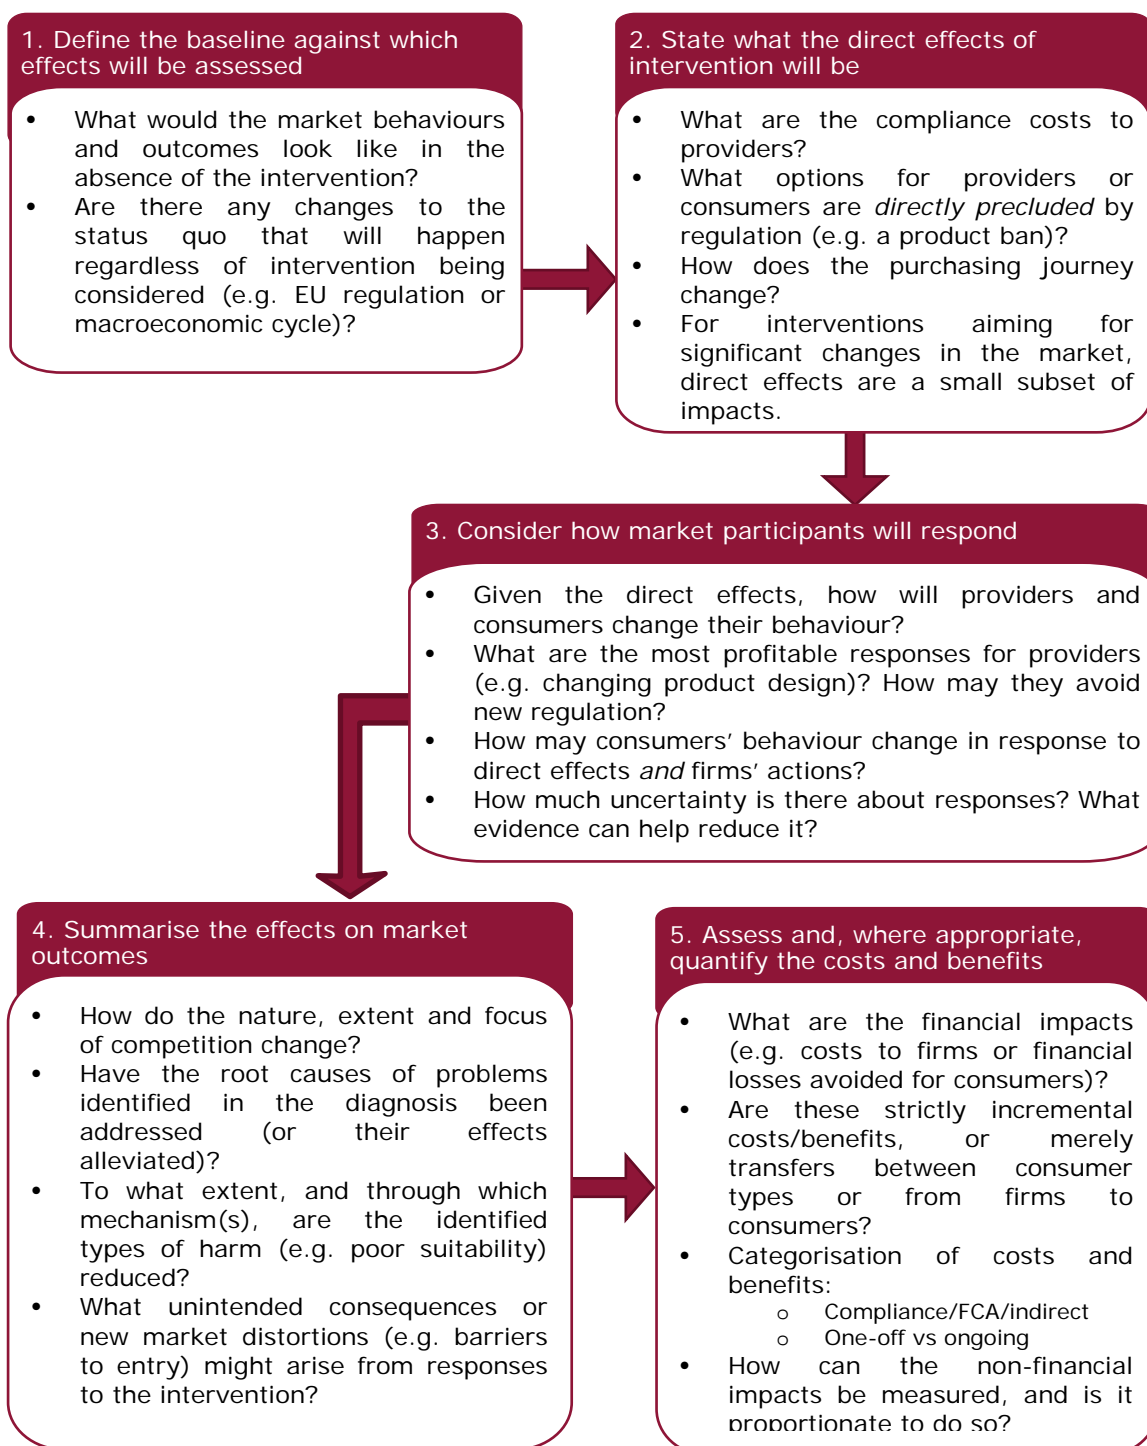 1. Define the baseline against which
effects will be assessed
• What would the market behaviours
and outcomes look like in the
absence of the intervention?
• Are there any changes to the
status quo that will happen
regardless of intervention being
considered (e.g. EU regulation or
macroeconomic cycle)?
2. State what the direct effects of
intervention will be
• What are the compliance costs to
providers?
• What options for providers or
consumers are directly precluded by
regulation (e.g. a product ban)?
• How does the purchasing journey
change?
• For interventions aiming for
significant changes in the market,
direct effects are a small subset of
impacts.
3. Consider how market participants will respond
• Given the direct effects, how will providers and
consumers change their behaviour?
• What are the most profitable responses for providers
(e.g. changing product design)? How may they avoid
new regulation?
• How may consumers' behaviour change in response to
direct effects and firms' actions?
• How much uncertainty is there about responses? What
evidence can help reduce it?
4. Summarise the effects on market
outcomes
• How do the nature, extent and focus
of competition change?
• Have the root causes of problems
identified in the diagnosis been
addressed (or their effects
alleviated)?
• To what extent, and through which
mechanism(s), are the identified
types of harm (e.g. poor suitability)
reduced?
• What unintended consequences or
new market distortions (e.g. barriers
to entry) might arise from responses
to the intervention?
5. Assess and, where appropriate,
quantify the costs and benefits
• What are the financial impacts
(e.g. costs to firms or financial
losses avoided for consumers)?
• Are these strictly incremental
costs/benefits, or merely
transfers between consumer
types or from firms to
consumers?
• Categorisation of costs and
benefits:
o Compliance/FCA/indirect
o One-off vs ongoing
• How can the non-financial
impacts be measured, and is it
proportionate to do so?